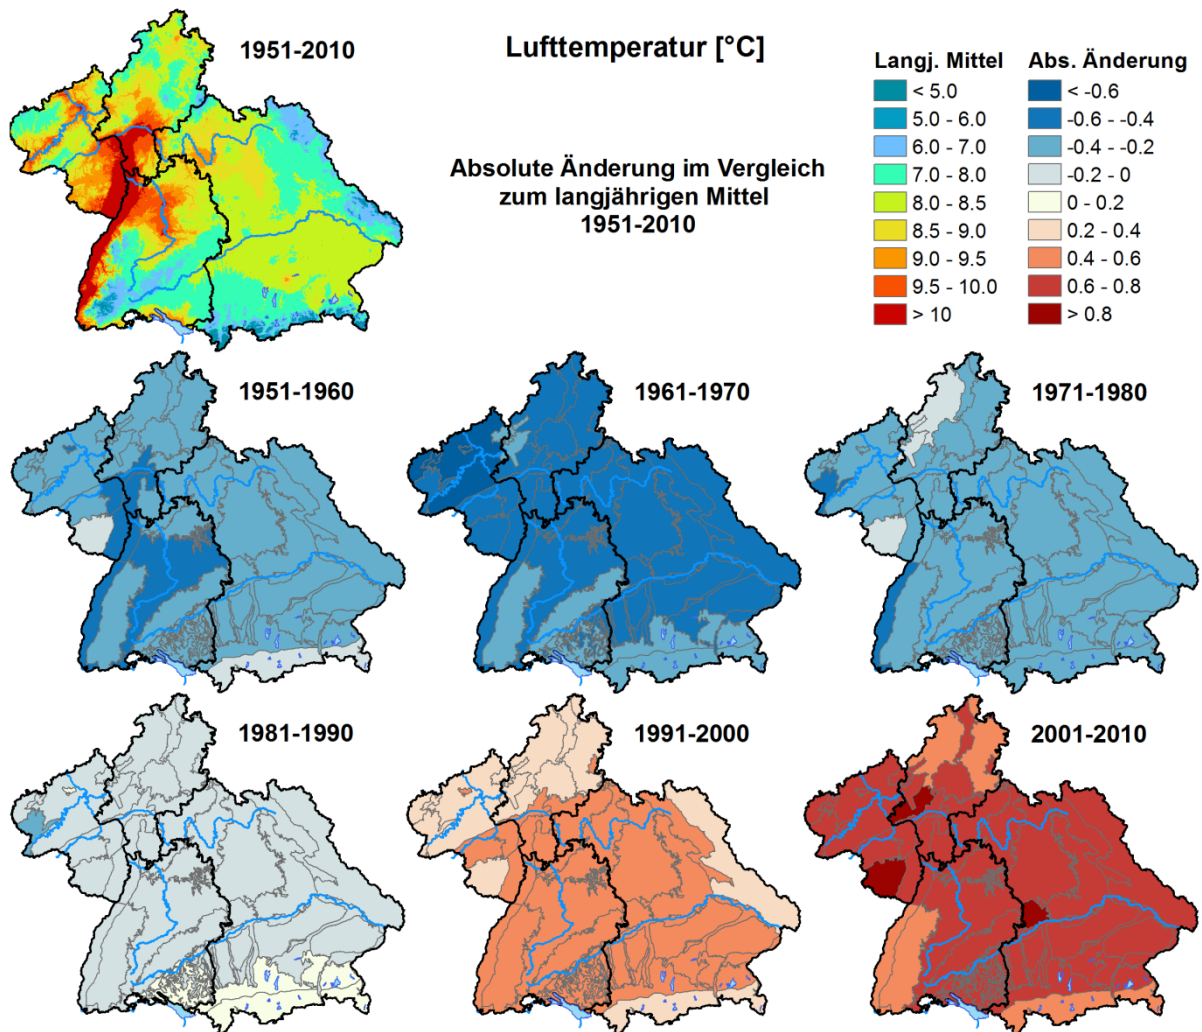 1951-2010
Lufttemperatur [°C]
Absolute Änderung im Vergleich
zum langjährigen Mittel
1951-2010
Langj. Mittel
< 5.0
5.0 - 6.0
6.0 - 7.0
7.0 - 8.0
8.0 - 8.5
8.5 - 9.0
9.0 - 9.5
9.5 - 10.0
> 10
Abs. Änderung
< -0.6
-0.6 - -0.4
-0.4 - -0.2
-0.2 - 0
0 - 0.2
0.2 - 0.4
0.4 - 0.6
0.6 - 0.8
> 0.8
1951-1960
1961-1970
1971-1980
1981-1990
1991-2000
2001-2010